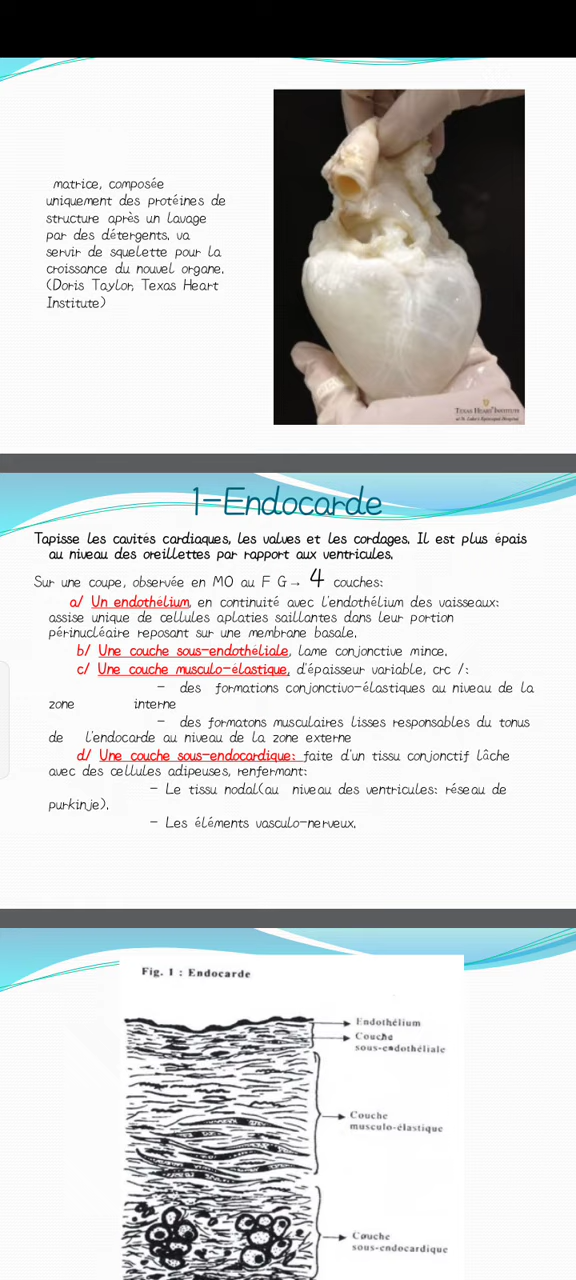 matrice, composée
uniquement des protéines de
structure après un lavage
par des détergents, va
servir de squelette pour la
croissance du nouvel organe.
(Doris Taylor, Texas Heart
Institute)
TEXAS HEART INSTITUTE
at St. Luke's Episcopal Hospital
1-Endocarde
Tapisse les cavités cardiaques, les valves et les cordages. Il est plus épais
au niveau des oreillettes par rapport aux ventricules.
Sur une coupe, observée en MO au F G→ 4 couches:
a/ Un endothélium, en continuité avec l'endothélium des vaisseaux:
assise unique de cellules aplaties saillantes dans leur portion
périnucléaire reposant sur une membrane basale.
b/ Une couche sous-endothéliale, lame conjonctive mince.
c/ Une couche musculo-élastique, d'épaisseur variable, crc /:
- des formations conjonctivo-élastiques au niveau de la
zone interne
- des formatons musculaires lisses responsables du tonus
de l'endocarde au niveau de la zone externe
d/ Une couche sous-endocardique: faite d'un tissu conjonctif lâche
avec des cellules adipeuses, renfermant:
- Le tissu nodal(au niveau des ventricules: réseau de
purkinje).
- Les éléments vasculo-nerveux.
Fig. 1 : Endocarde
Endothélium
Couche
sous-endothéliale
Couche
musculo-élastique
Couche
sous-endocardique